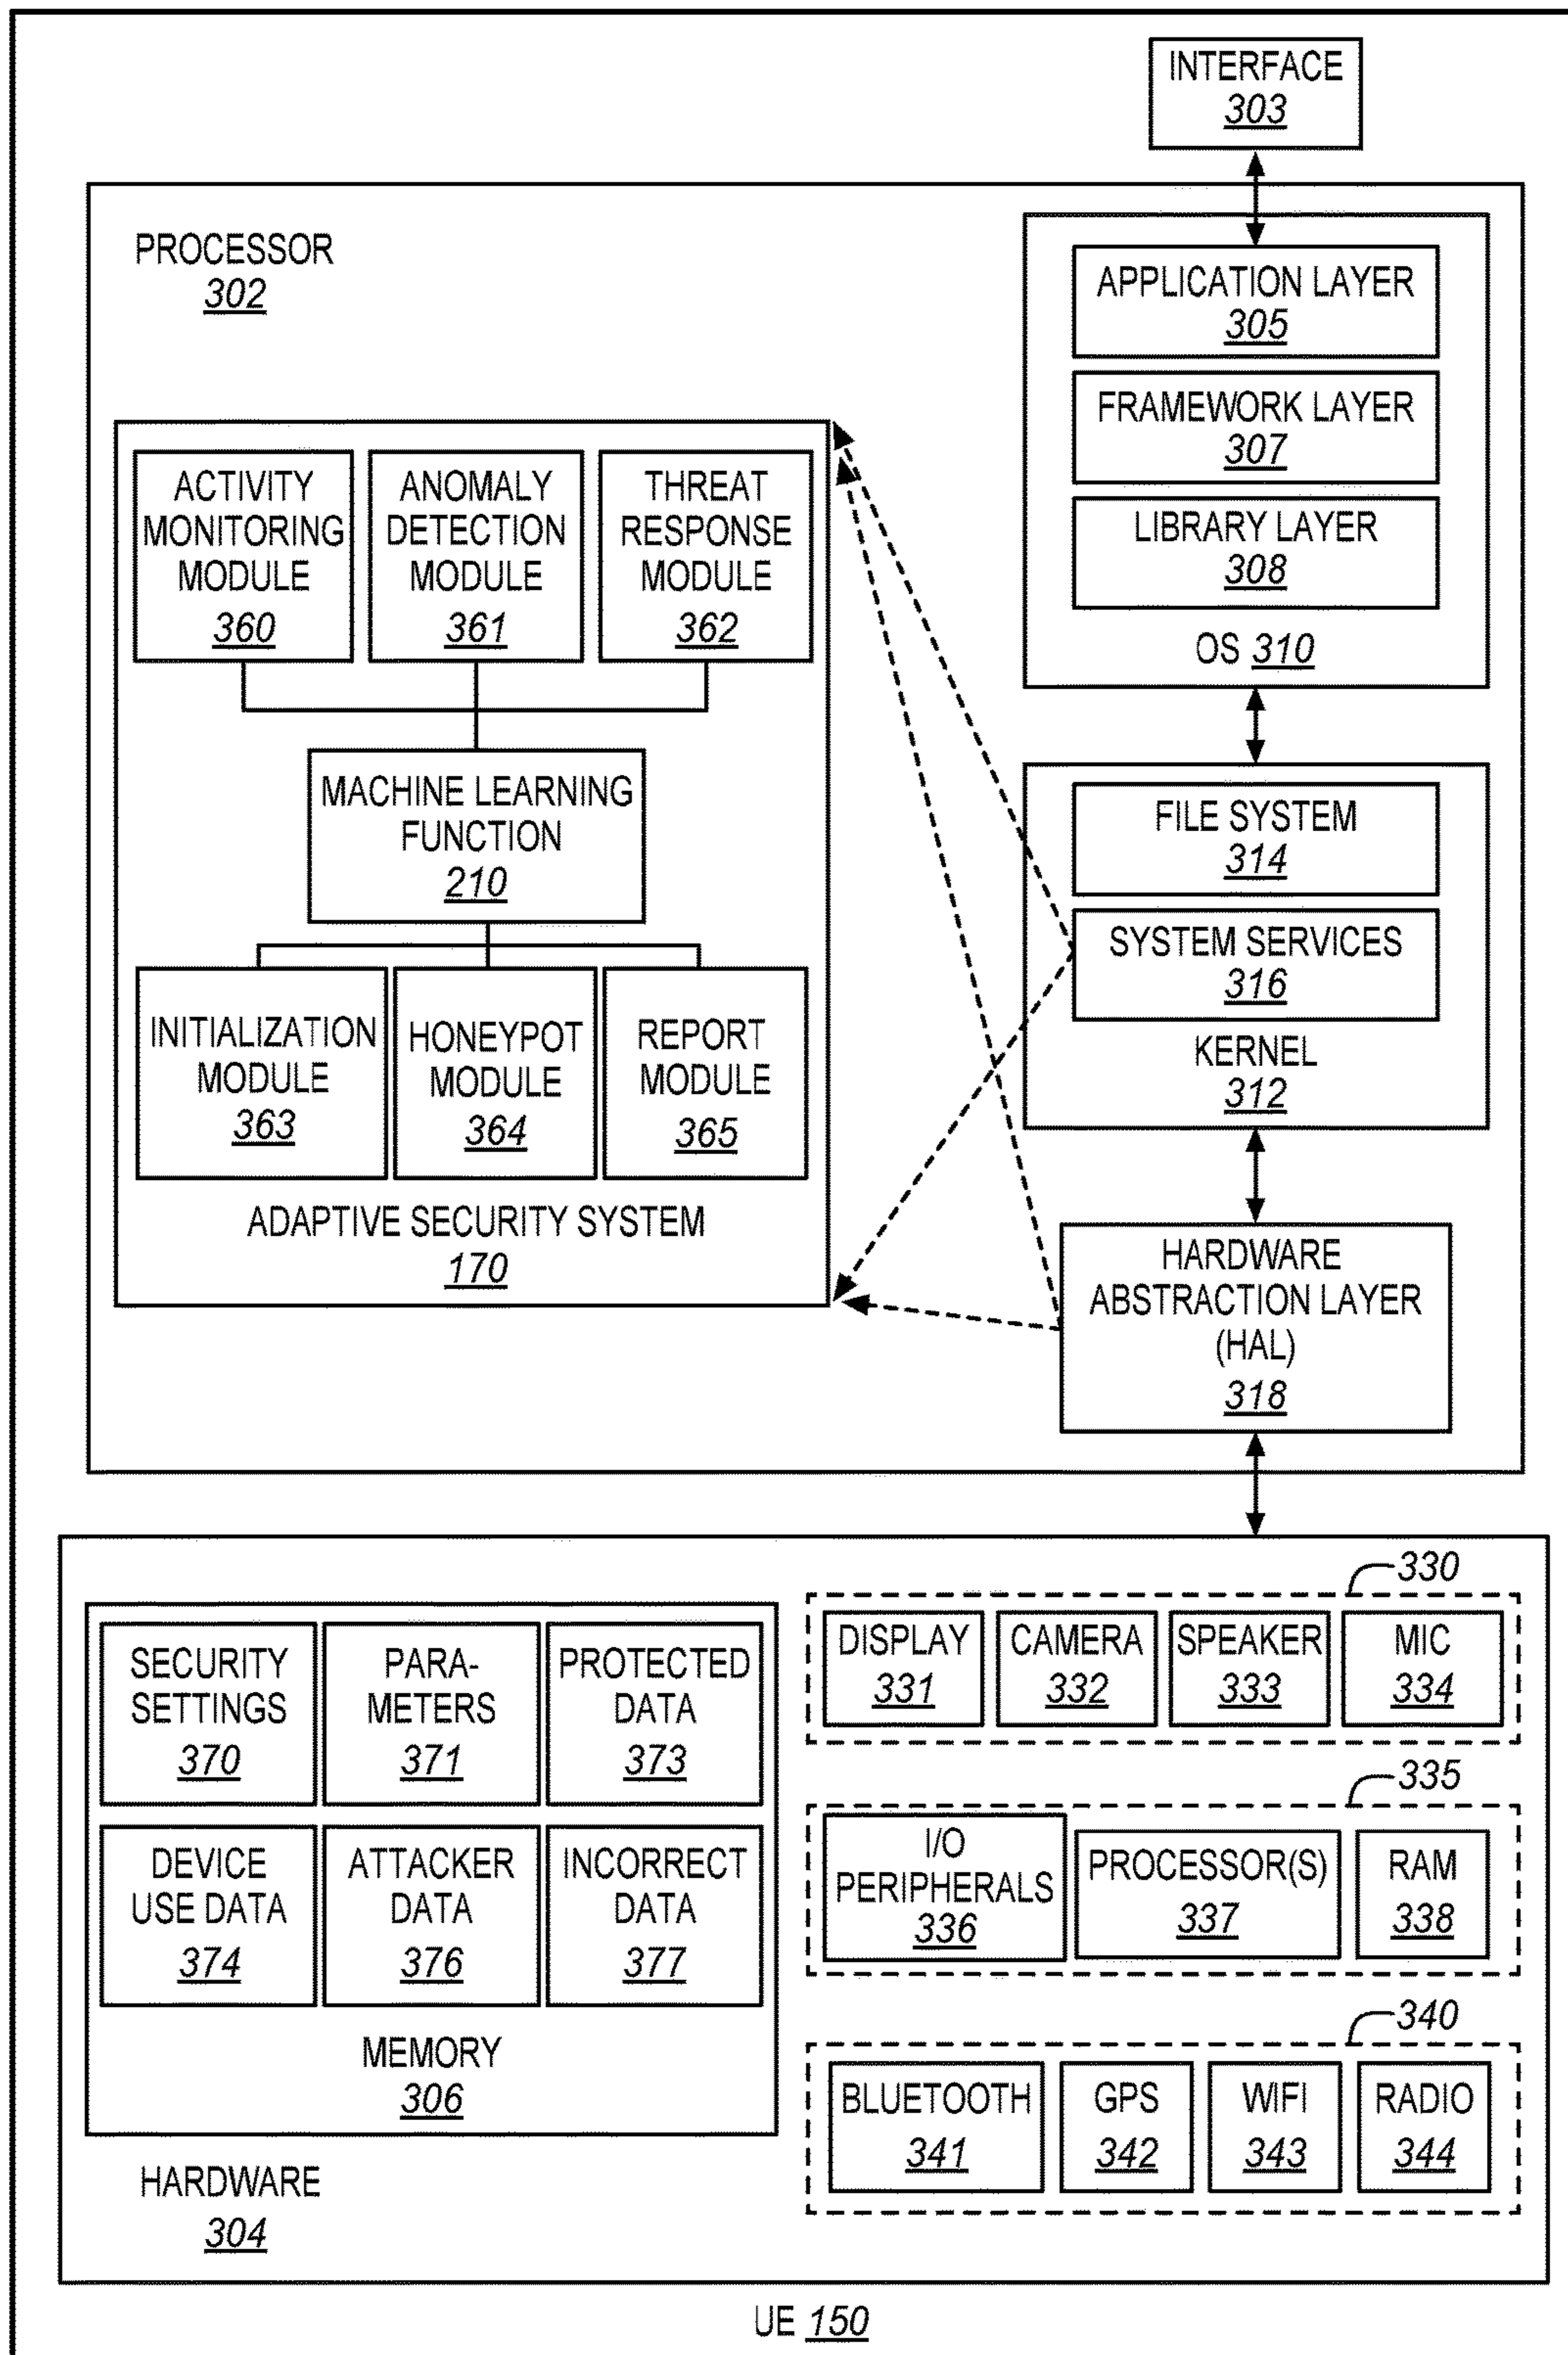 INTERFACE
303
PROCESSOR
302
APPLICATION LAYER
305
FRAMEWORK LAYER
307
LIBRARY LAYER
308
OS 310
ACTIVITY
MONITORING
MODULE
360
ANOMALY
DETECTION
MODULE
361
THREAT
RESPONSE
MODULE
362
MACHINE LEARNING
FUNCTION
210
INITIALIZATION
MODULE
363
HONEYPOT
MODULE
364
REPORT
MODULE
365
ADAPTIVE SECURITY SYSTEM
170
FILE SYSTEM
314
SYSTEM SERVICES
316
KERNEL
312
HARDWARE
ABSTRACTION LAYER
(HAL)
318
SECURITY
SETTINGS
370
PARA-
METERS
371
PROTECTED
DATA
373
DEVICE
USE DATA
374
ATTACKER
DATA
376
INCORRECT
DATA
377
MEMORY
306
HARDWARE
304
330
DISPLAY
331
CAMERA
332
SPEAKER
333
MIC
334
335
I/O
PERIPHERALS
336
PROCESSOR(S)
337
RAM
338
340
BLUETOOTH
341
GPS
342
WIFI
343
RADIO
344
UE 150